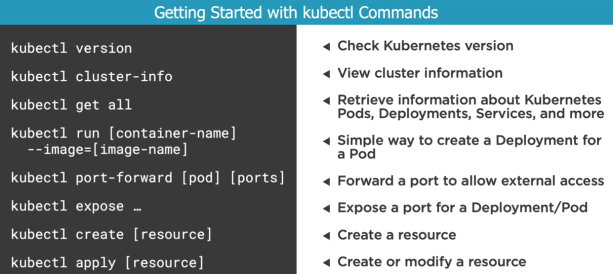 Getting Started with kubectl Commands
kubectl version
◄ Check Kubernetes version
kubectl cluster-info
◄ View cluster information
kubectl get all
◄ Retrieve information about Kubernetes
Pods, Deployments, Services, and more
kubectl run [container-name]
--image=[image-name]
◄ Simple way to create a Deployment for
a Pod
kubectl port-forward [pod] [ports]
◄ Forward a port to allow external access
kubectl expose …
◄ Expose a port for a Deployment/Pod
kubectl create [resource]
◄ Create a resource
kubectl apply [resource]
◄ Create or modify a resource